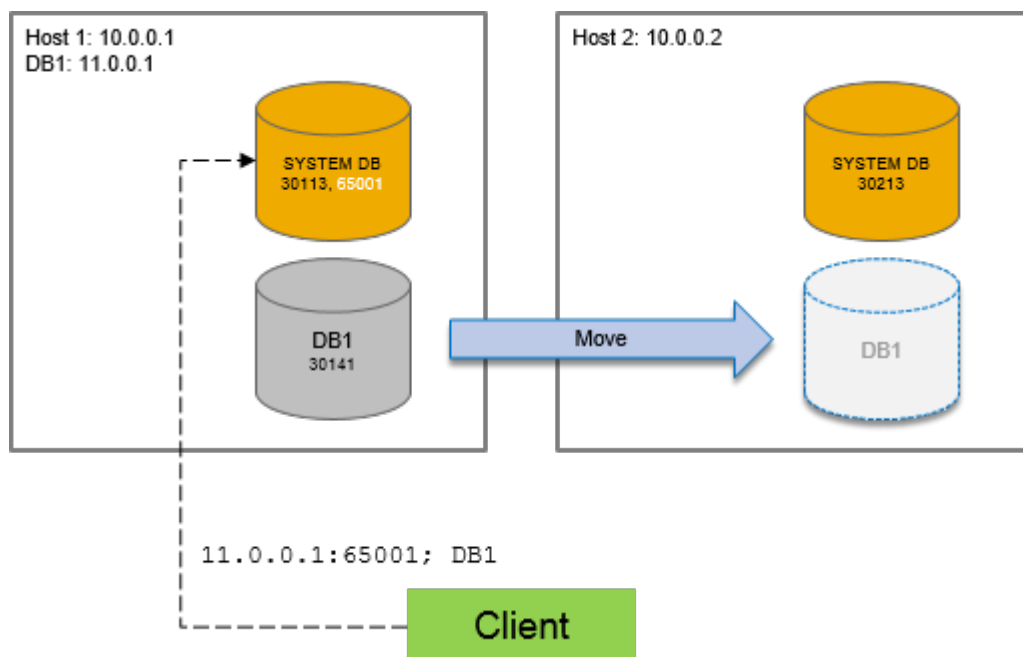 Host 1: 10.0.0.1
DB1: 11.0.0.1
SYSTEM DB
30113, 65001
DB1
30141
Move
Host 2: 10.0.0.2
SYSTEM DB
30213
DB1
11.0.0.1:65001; DB1
Client